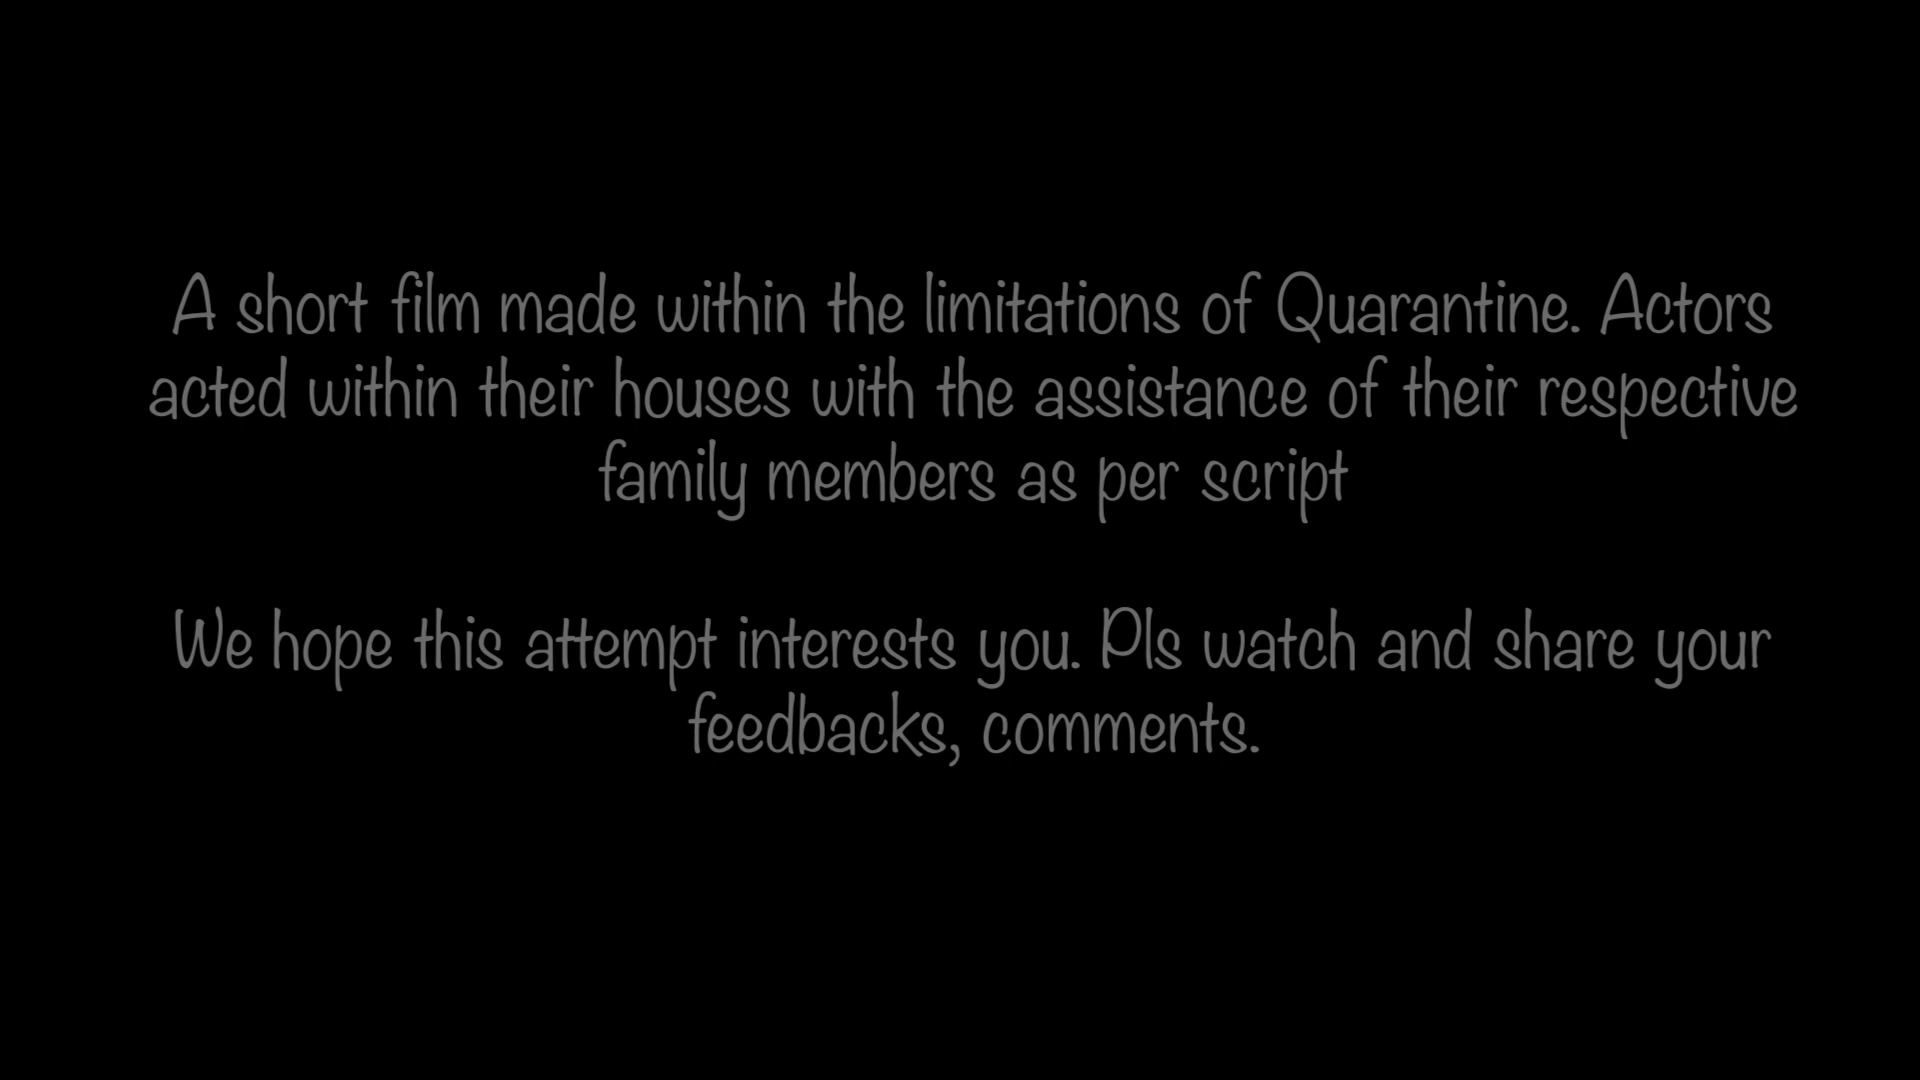 A short film made within the limitations of Quarantine. Actors
acted within their houses with the assistance of their respective
family members as per script
We hope this attempt interests you. Pls watch and share your
feedbacks, comments.